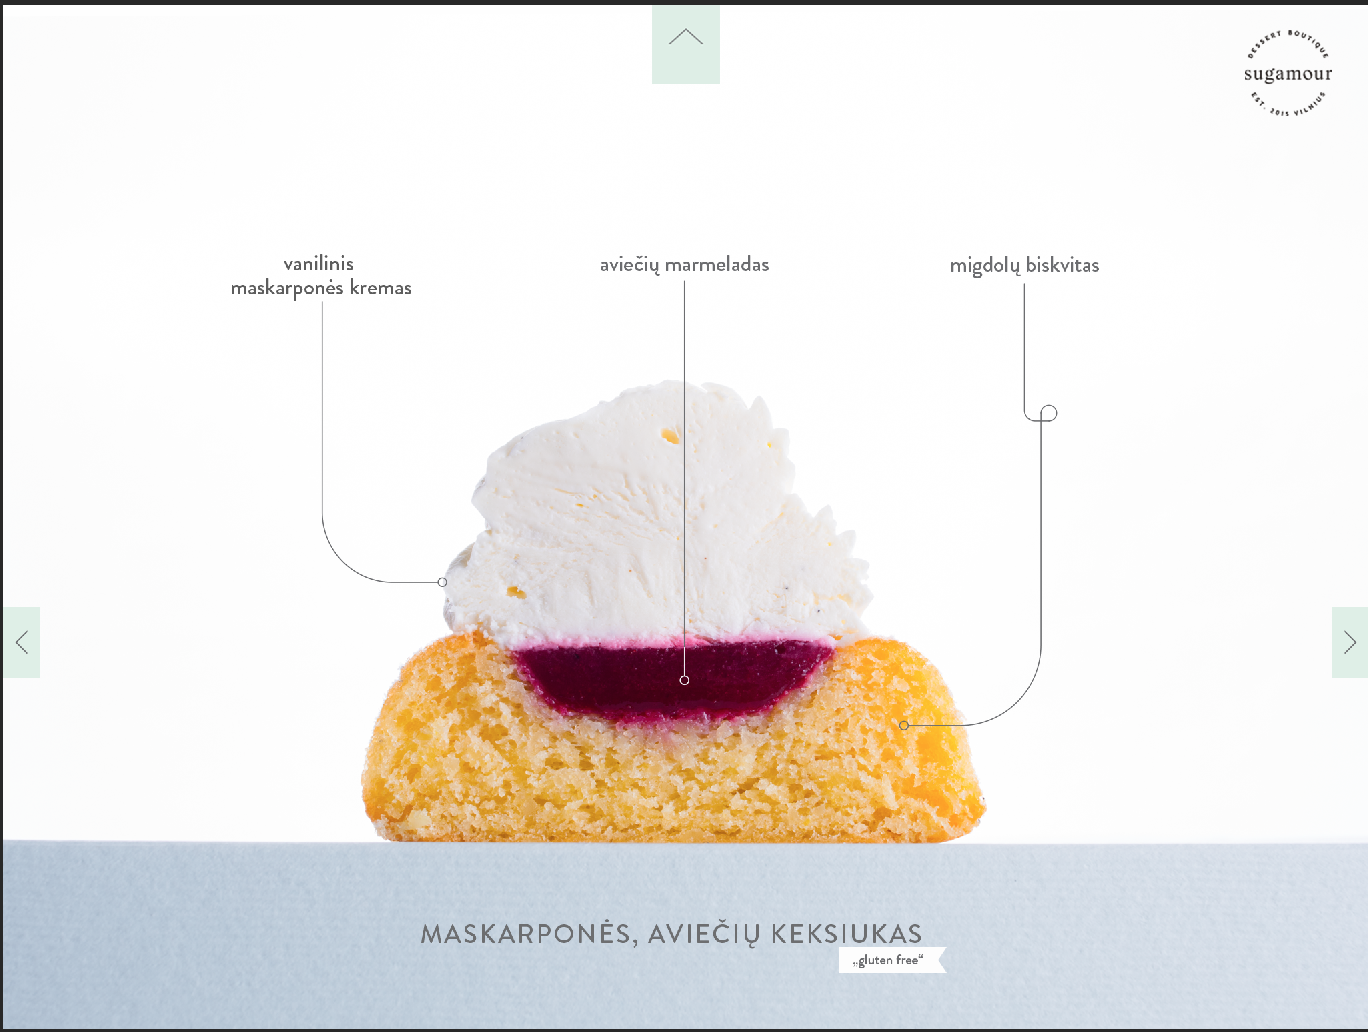 DESSERT BOUTIQUE
sugamour
EST. 2015 VILNIUS
vanilinis
maskarponės kremas
aviečių marmeladas
migdolų biskvitas
MASKARPONĖS, AVIEČIŲ KEKSIUKAS
„gluten free“